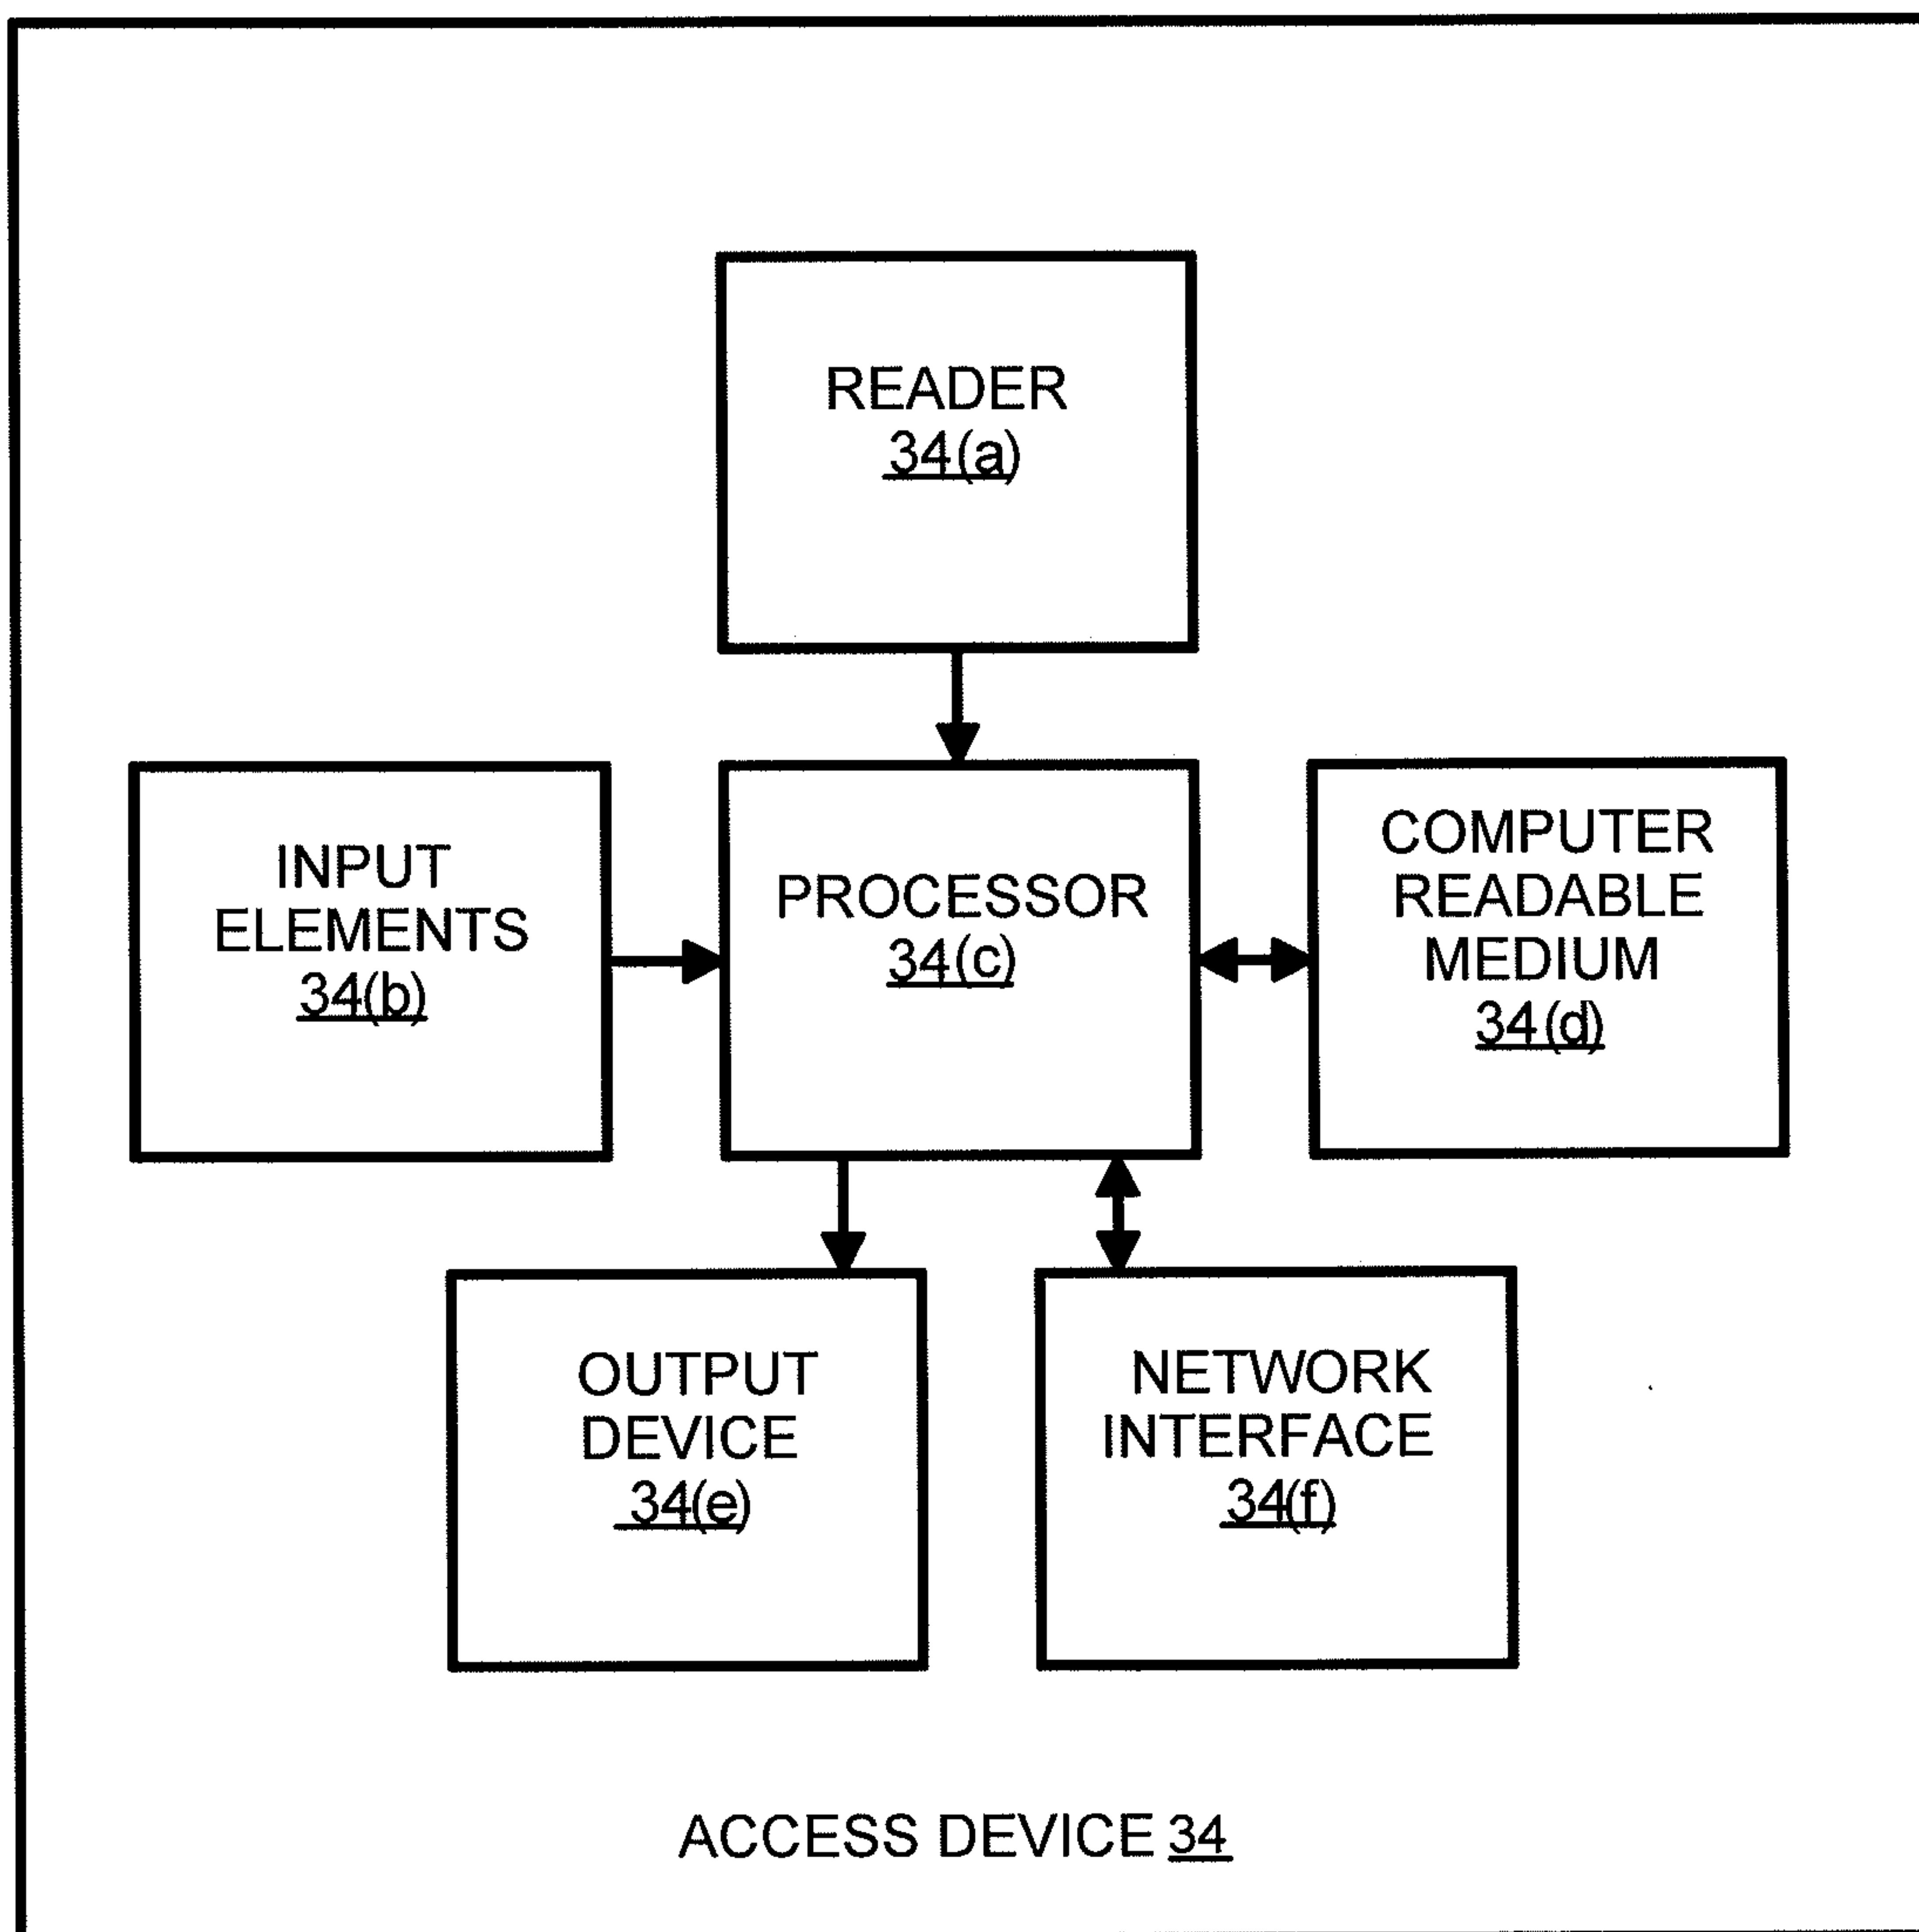 READER
34(a)
INPUT
ELEMENTS
34(b)
PROCESSOR
34(c)
COMPUTER
READABLE
MEDIUM
34(d)
OUTPUT
DEVICE
34(e)
NETWORK
INTERFACE
34(f)
ACCESS DEVICE 34